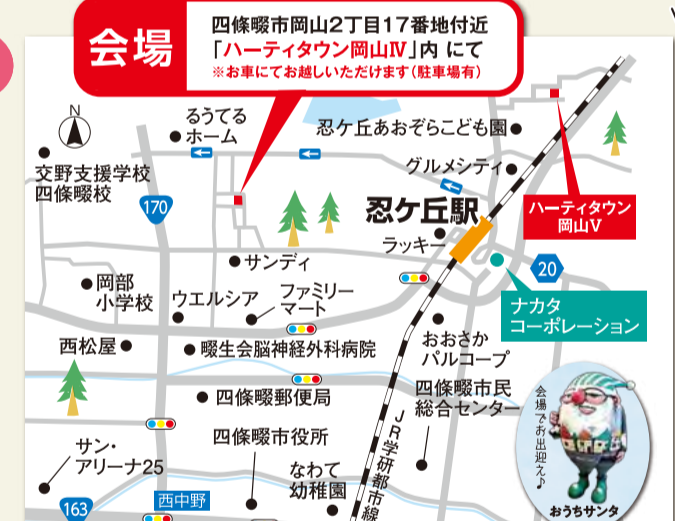 会場
四條畷市岡山2丁目17番地付近
「ハーティタウン岡山Ⅳ」内 にて
※お車にてお越しいただけます(駐車場有)
N
るうてる
ホーム
忍ケ丘あおぞらこども園
交野支援学校
四條畷校
グルメシティ
170
忍ケ丘駅
ハーティタウン
岡山Ⅴ
ラッキー
サンディ
20
岡部
小学校
ウエルシア
ファミリー
マート
ナカタ
コーポレーション
西松屋
畷生会脳神経外科病院
おおさか
パルコープ
四條畷郵便局
四條畷市民
総合センター
会場でお出迎え♪
サン・
アリーナ25
四條畷市役所
JR学研都市線
なわて
幼稚園
163
西中野
おうちサンタ